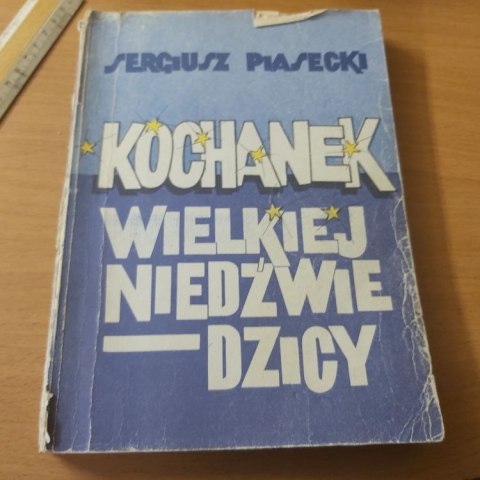 SERGIUSZ PIASECKI
KOCHANEK
WIELKIEJ
NIEDŹWIE
—DZICY